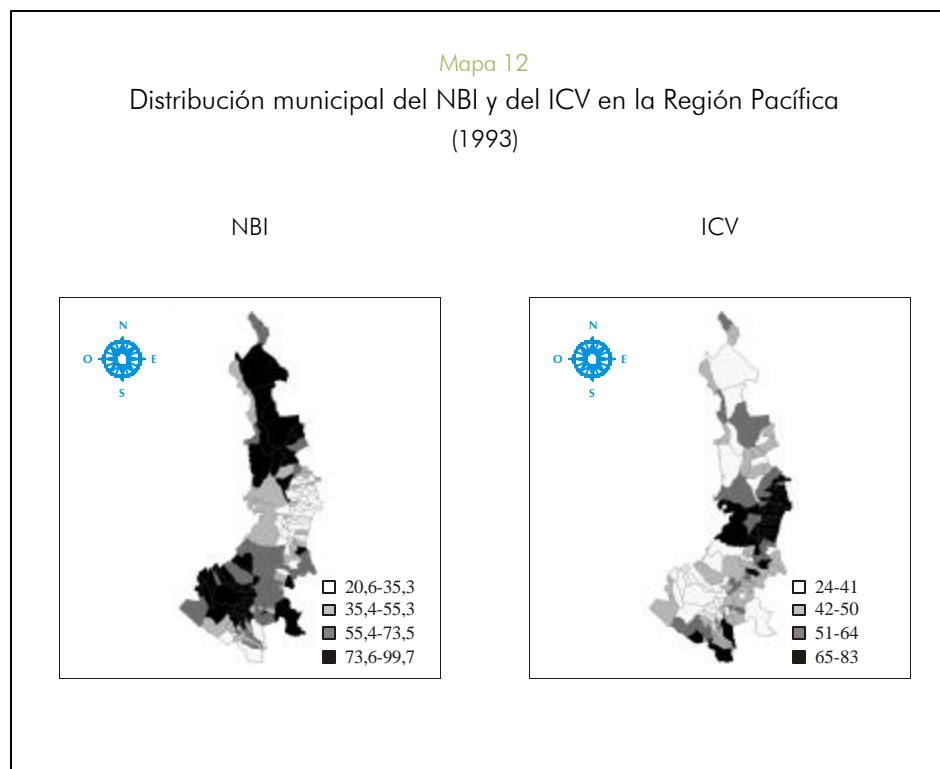 Mapa 12
Distribución municipal del NBI y del ICV en la Región Pacífica
(1993)
NBI
N
O E
S
20,6-35,3
35,4-55,3
55,4-73,5
73,6-99,7
ICV
N
O E
S
24-41
42-50
51-64
65-83